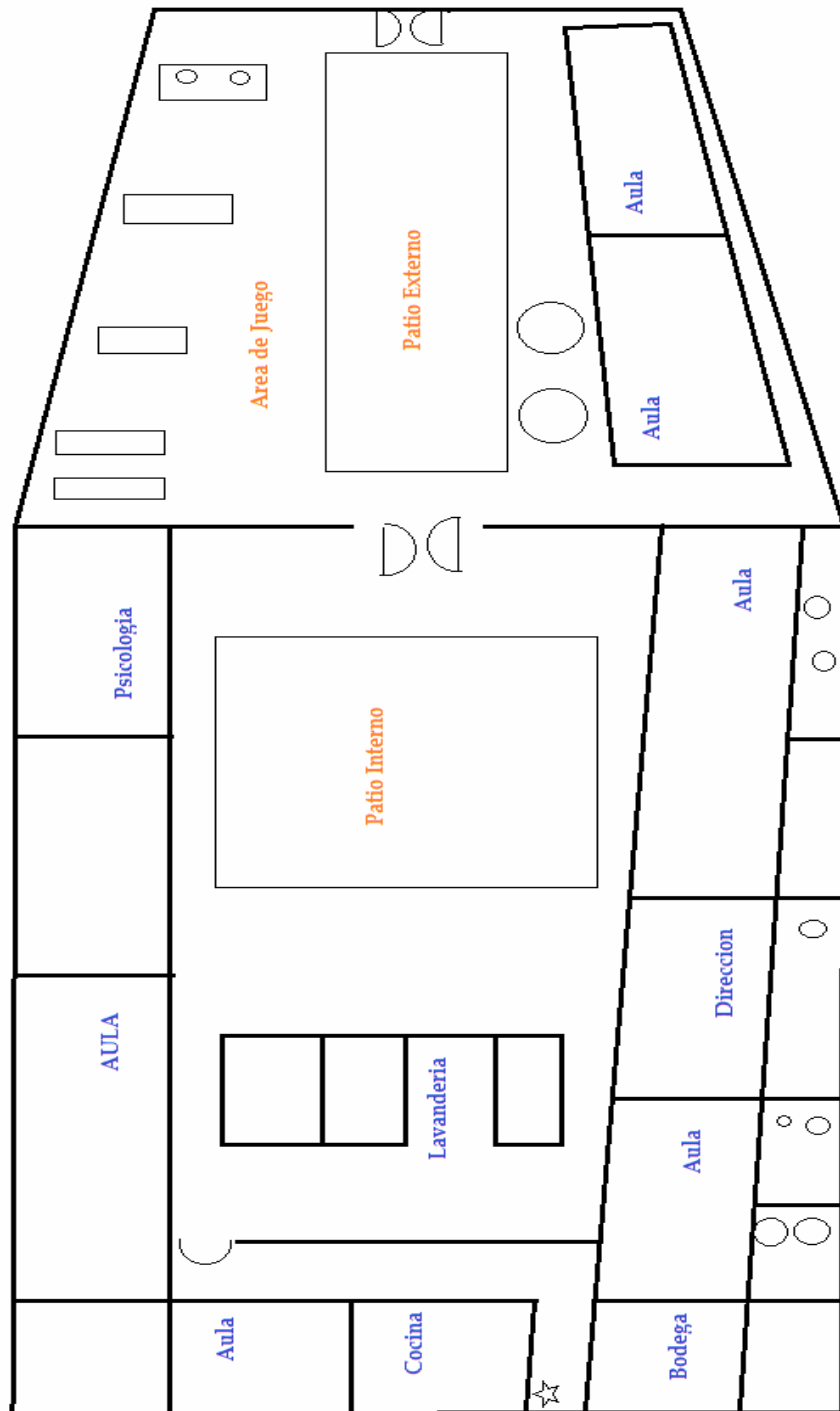 Aula
Patio Externo
Area de Juego
Aula
Aula
Psicologia
Patio Interno
Direccion
AULA
Lavanderia
Aula
Aula
Cocina
Bodega